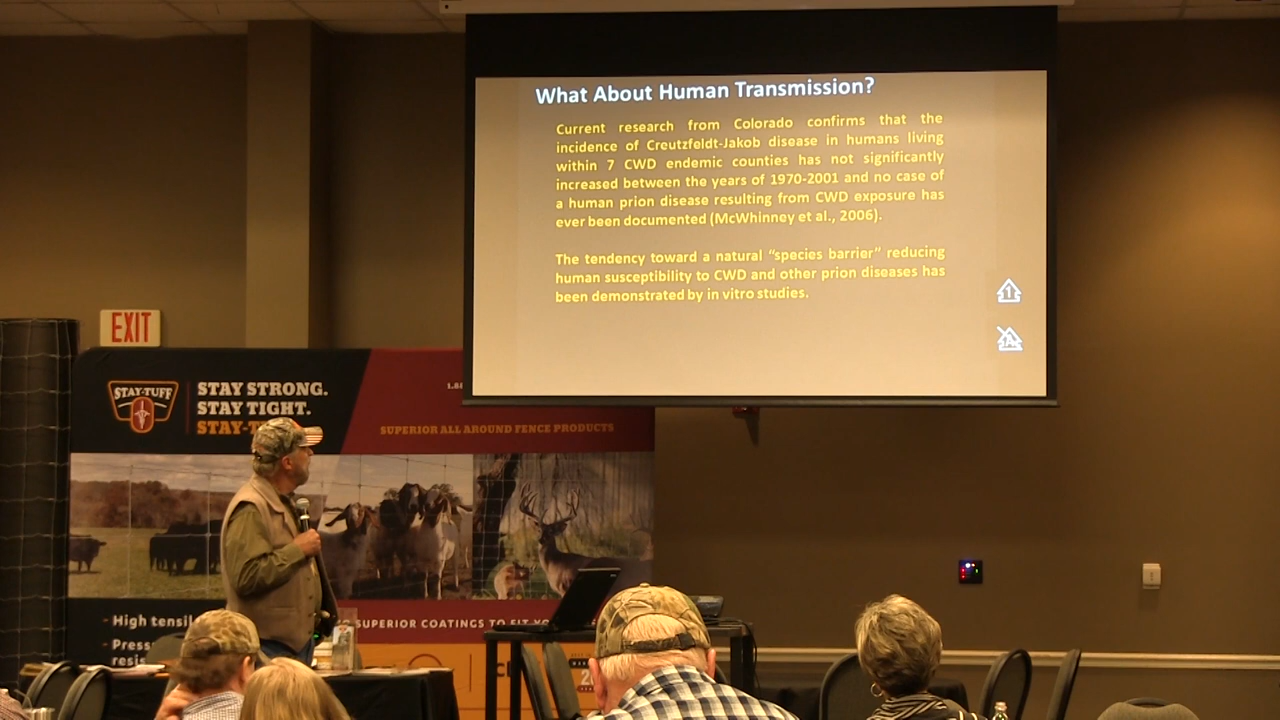 What About Human Transmission?
Current research from Colorado confirms that the
incidence of Creutzfeldt-Jakob disease in humans living
within 7 CWD endemic counties has not significantly
increased between the years of 1970-2001 and no case of
a human prion disease resulting from CWD exposure has
ever been documented (McWhinney et al., 2006).
The tendency toward a natural “species barrier” reducing
human susceptibility to CWD and other prion diseases has
been demonstrated by in vitro studies.
1
A
EXIT
STAY-TUFF
STAY STRONG.
STAY TIGHT.
STAY-T
SUPERIOR ALL AROUND FENCE PRODUCTS
- High tensil
- Press
resis
SUPERIOR COATINGS TO FIT YO